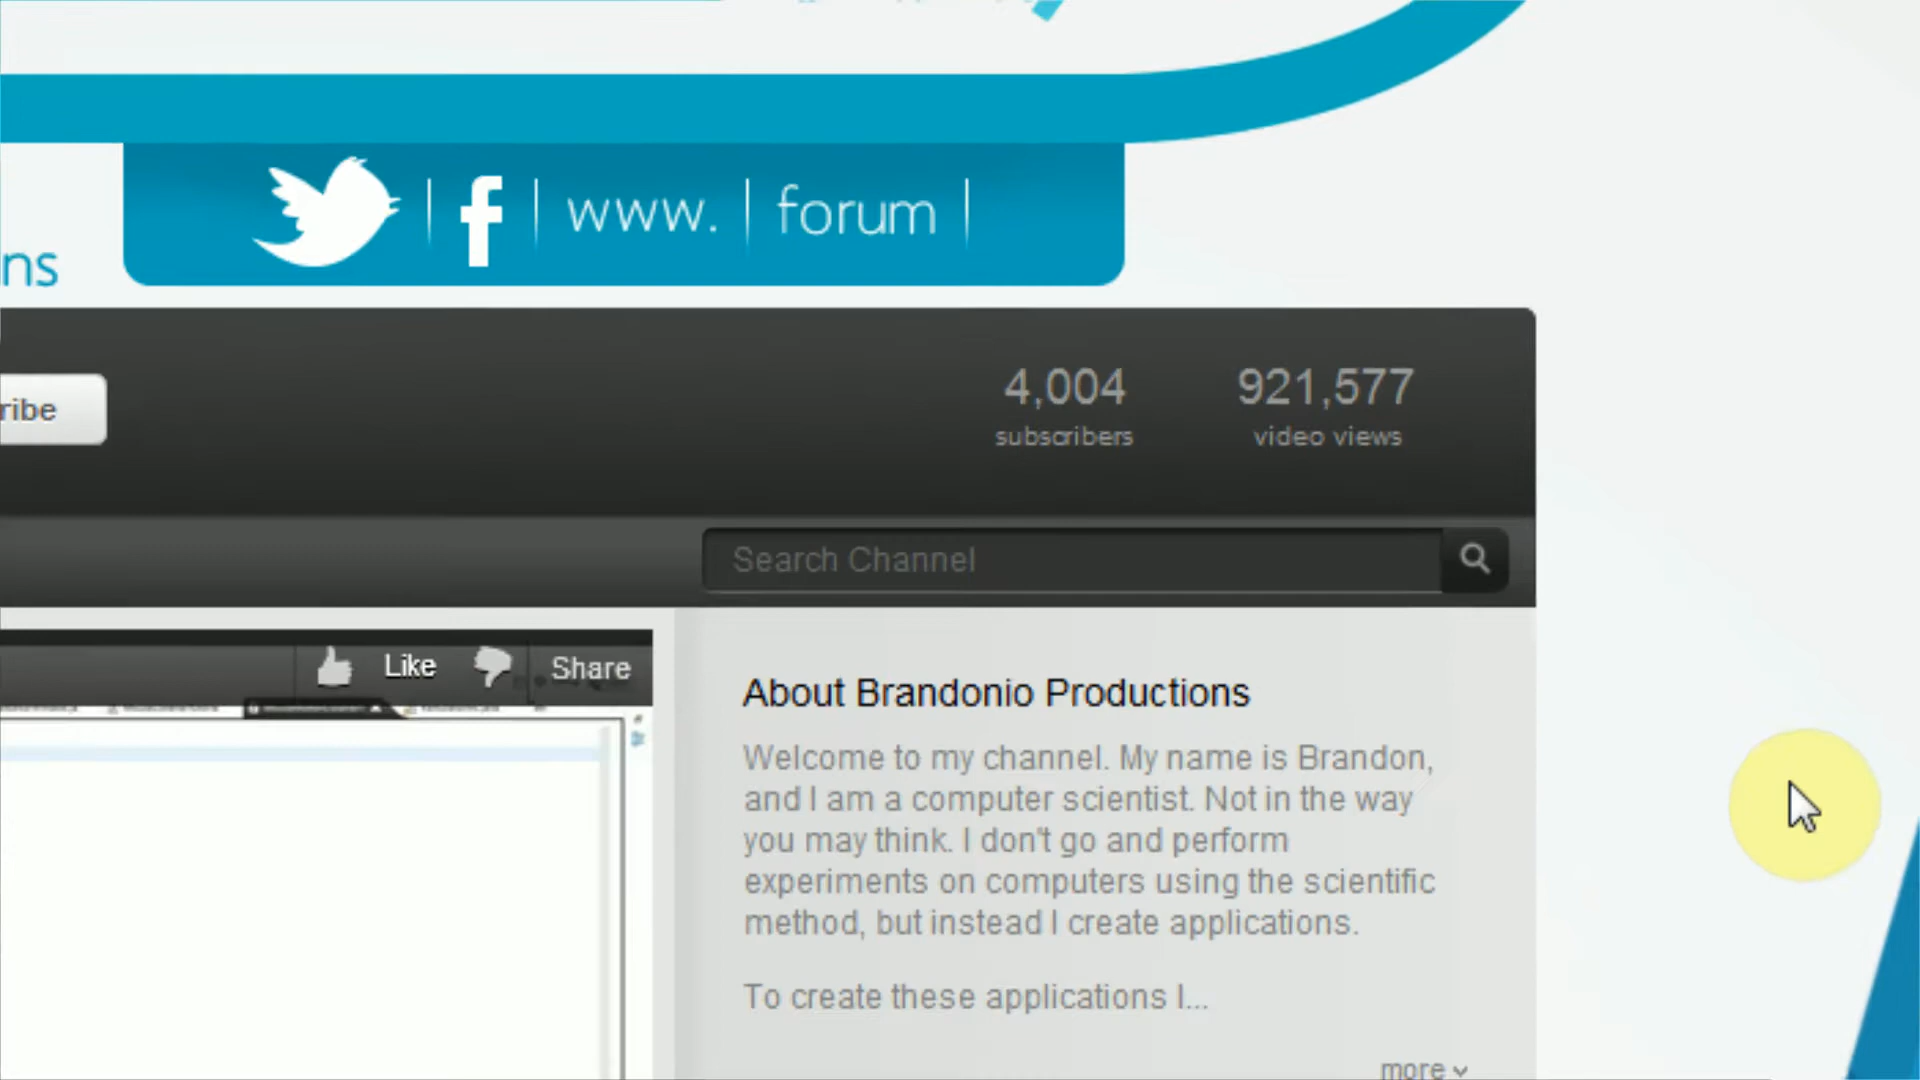 www.
forum
ns
4,004
921,577
ribe
subscribers
video views
Search Channel
Like
Share
About Brandonio Productions
Welcome to my channel. My name is Brandon,
and I am a computer scientist. Not in the way
you may think. I don't go and perform
experiments on computers using the scientific
method, but instead I create applications.
To create these applications I...
more